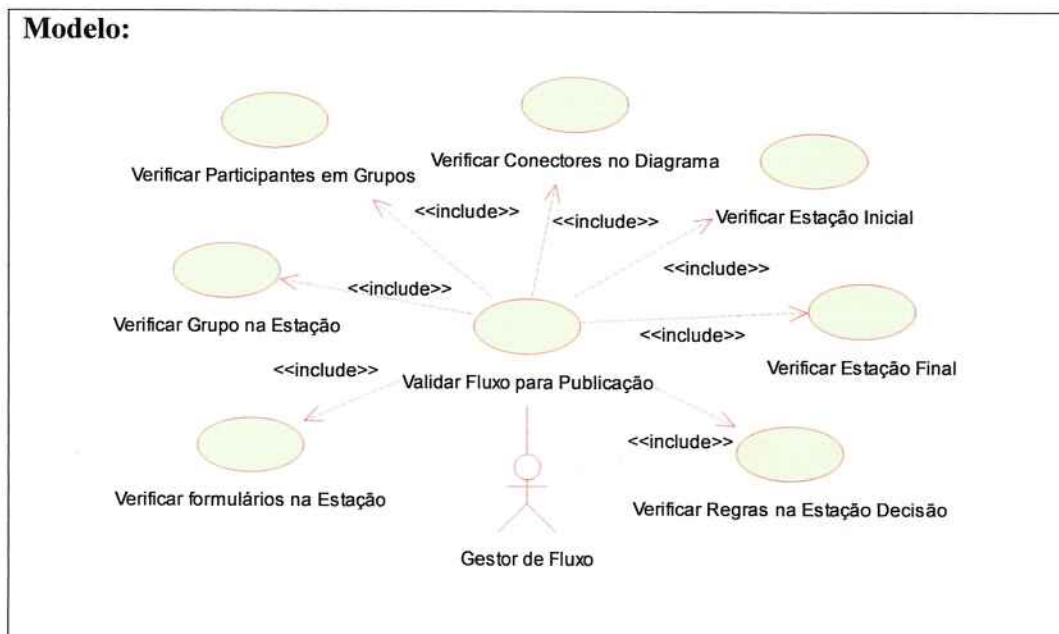 Modelo:
Verificar Conectores no Diagrama
Verificar Participantes em Grupos
<<include>>
<<include>>
Verificar Estação Inicial
<<include>>
<<include>>
Verificar Grupo na Estação
<<include>>
Verificar Estação Final
<<include>>
Validar Fluxo para Publicação
<<include>>
Verificar formulários na Estação
Verificar Regras na Estação Decisão
Gestor de Fluxo